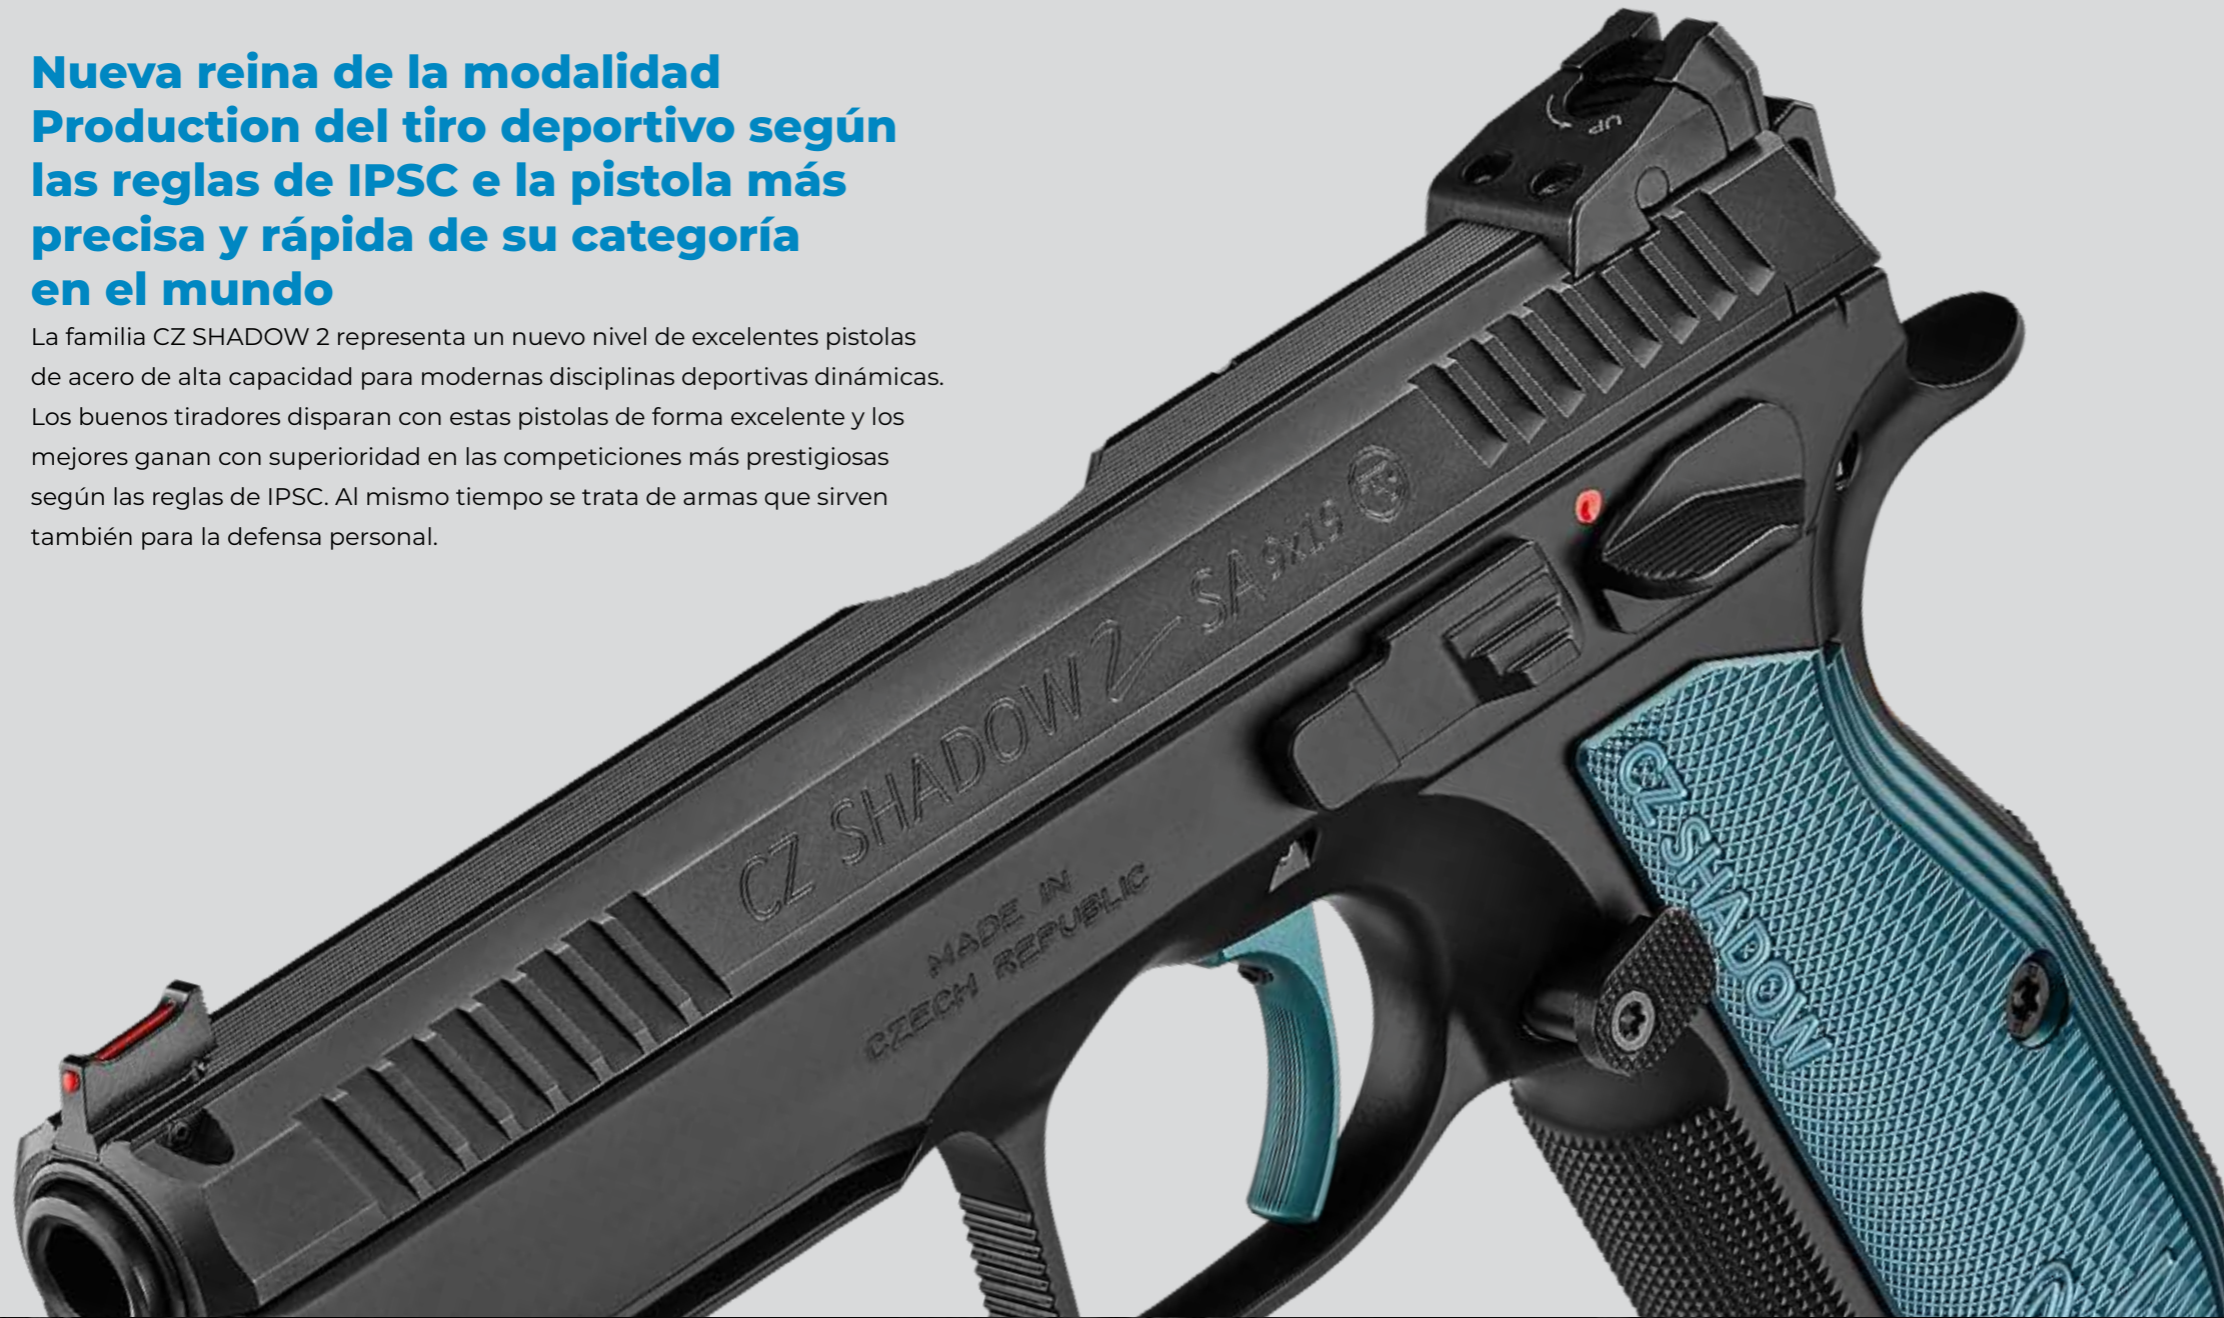 Nueva reina de la modalidad
Production del tiro deportivo según
las reglas de IPSC e la pistola más
precisa y rápida de su categoría
en el mundo
La familia CZ SHADOW 2 representa un nuevo nivel de excelentes pistolas
de acero de alta capacidad para modernas disciplinas deportivas dinámicas.
Los buenos tiradores disparan con estas pistolas de forma excelente y los
mejores ganan con superioridad en las competiciones más prestigiosas
según las reglas de IPSC. Al mismo tiempo se trata de armas que sirven
también para la defensa personal.
UP
CZ SHADOW 2 SA 9x19
MADE IN
CZECH REPUBLIC
CZ SHADOW